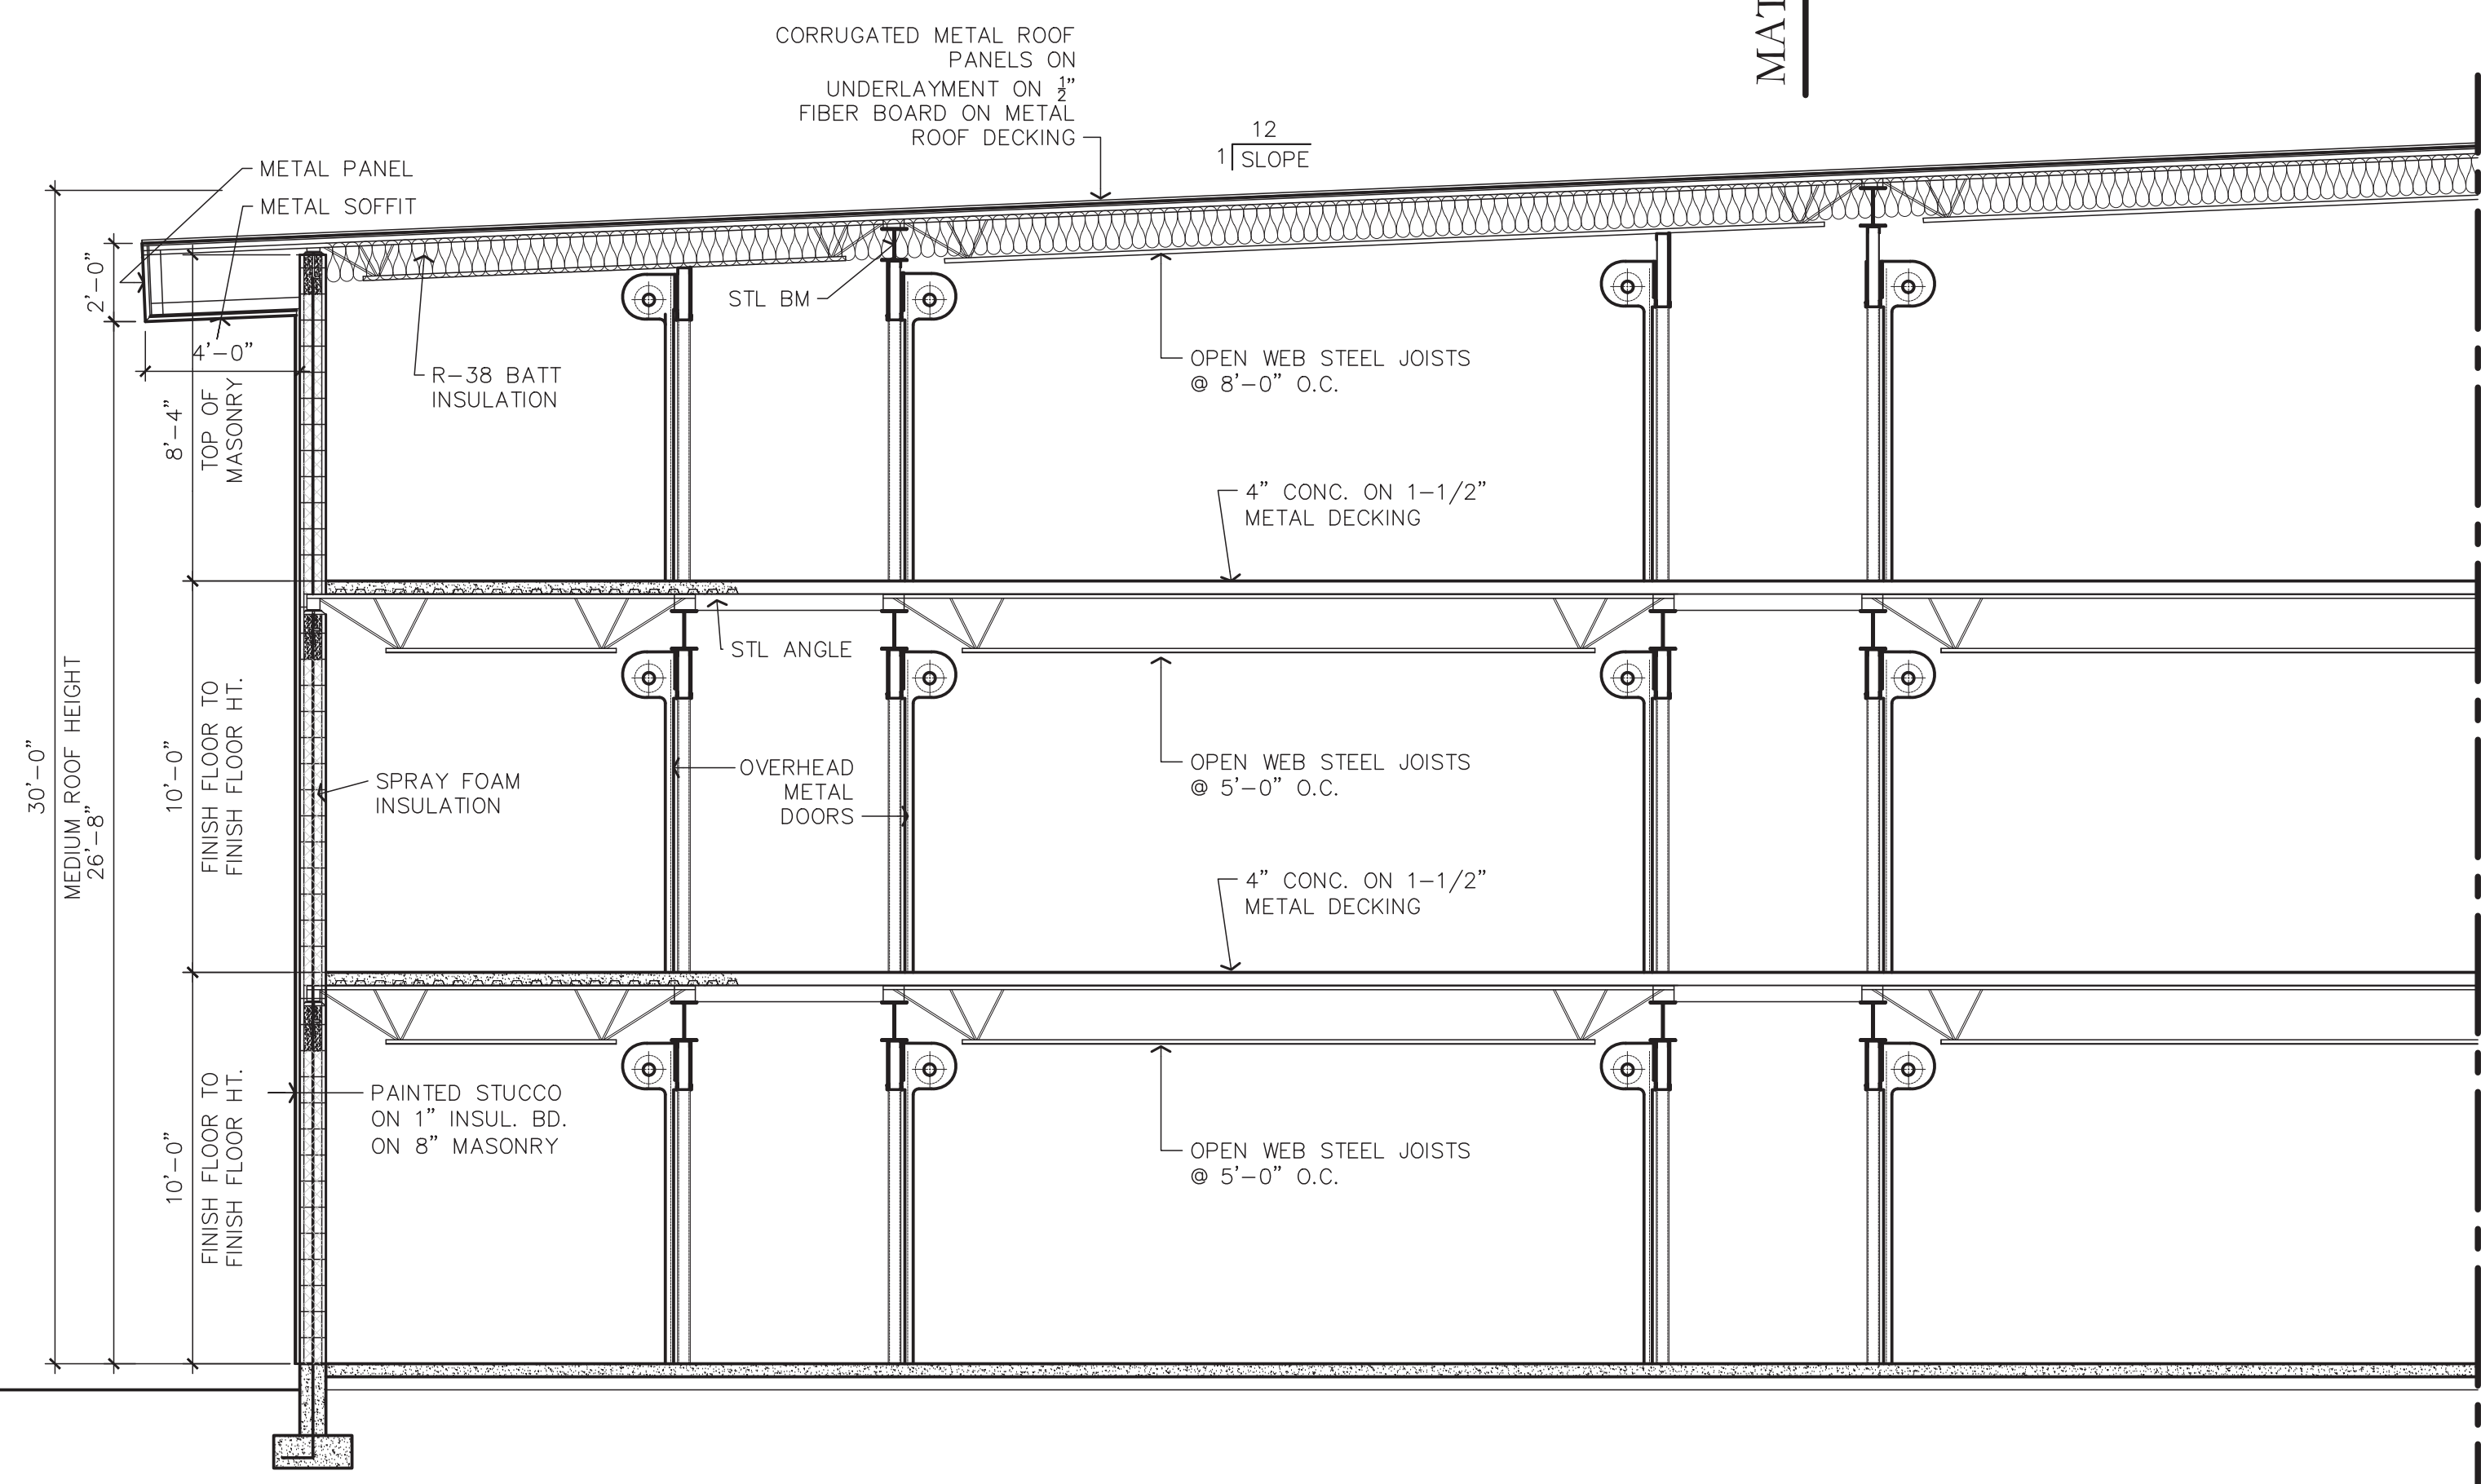 MAT
CORRUGATED METAL ROOF
PANELS ON
UNDERLAYMENT ON 1/2"
FIBER BOARD ON METAL
ROOF DECKING
12
1 SLOPE
METAL PANEL
METAL SOFFIT
2'-0"
4'-0"
STL BM
R-38 BATT
INSULATION
OPEN WEB STEEL JOISTS
@ 8'-0" O.C.
8'-4"
TOP OF
MASONRY
4" CONC. ON 1-1/2"
METAL DECKING
STL ANGLE
30'-0"
MEDIUM ROOF HEIGHT
26'-8"
10'-0"
FINISH FLOOR TO
FINISH FLOOR HT.
SPRAY FOAM
INSULATION
OVERHEAD
METAL
DOORS
OPEN WEB STEEL JOISTS
@ 5'-0" O.C.
4" CONC. ON 1-1/2"
METAL DECKING
10'-0"
FINISH FLOOR TO
FINISH FLOOR HT.
PAINTED STUCCO
ON 1" INSUL. BD.
ON 8" MASONRY
OPEN WEB STEEL JOISTS
@ 5'-0" O.C.